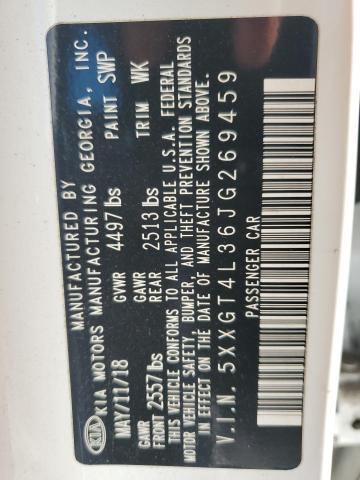 KIA
MANUFACTURED BY
KIA MOTORS MANUFACTURING GEORGIA, INC.
MAY/11/18 GVWR 4497 lbs PAINT SWP
GAWR FRONT 2557 lbs GAWR REAR 2513 lbs TRIM WK
THIS VEHICLE CONFORMS TO ALL APPLICABLE U.S.A. FEDERAL
MOTOR VEHICLE SAFETY, BUMPER, AND THEFT PREVENTION STANDARDS
IN EFFECT ON THE DATE OF MANUFACTURE SHOWN ABOVE.
V.I.N. 5XXGT4L36JG269459
PASSENGER CAR